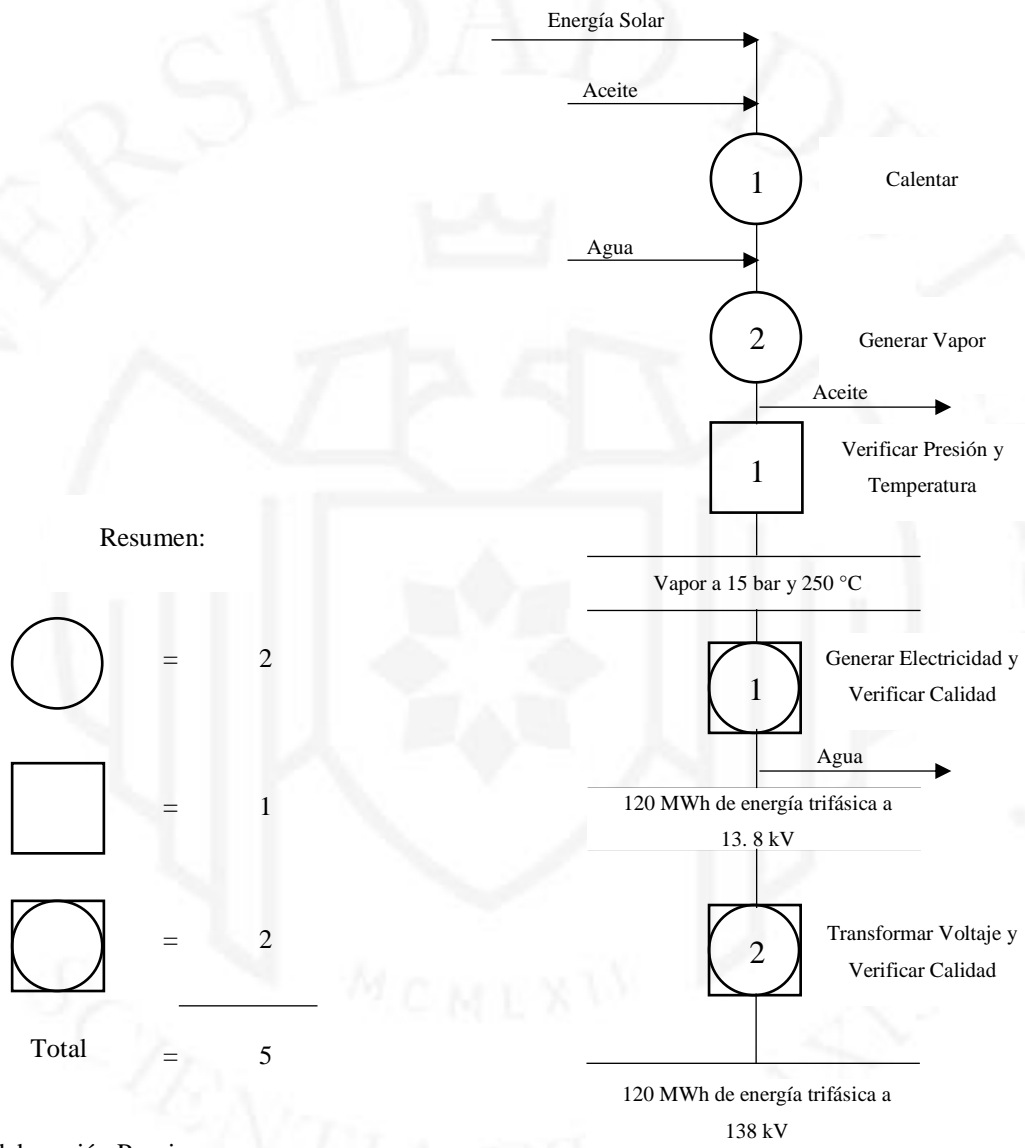 Energía Solar
Aceite
1
Calentar
Agua
2
Generar Vapor
Aceite
1
Verificar Presión y
Temperatura
Vapor a 15 bar y 250 °C
1
Generar Electricidad y
Verificar Calidad
Agua
120 MWh de energía trifásica a
13. 8 kV
2
Transformar Voltaje y
Verificar Calidad
120 MWh de energía trifásica a
138 kV
Resumen:
= 2
= 1
= 2
Total = 5
MCMLXII